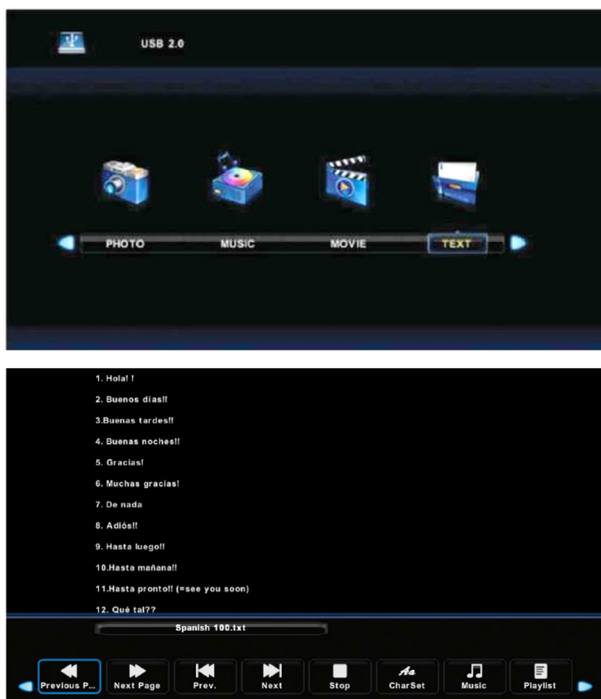 USB 2.0
PHOTO MUSIC MOVIE TEXT
1. Hola! !
2. Buenos días!!
3.Buenas tardes!!
4. Buenas noches!!
5. Gracias!
6. Muchas gracias!
7. De nada
8. Adiós!!
9. Hasta luego!!
10.Hasta mañana!!
11.Hasta pronto!! (=see you soon)
12. Qué tal??
Spanish 100.txt
Previous P... Next Page Prev. Next Stop CharSet Music Playlist